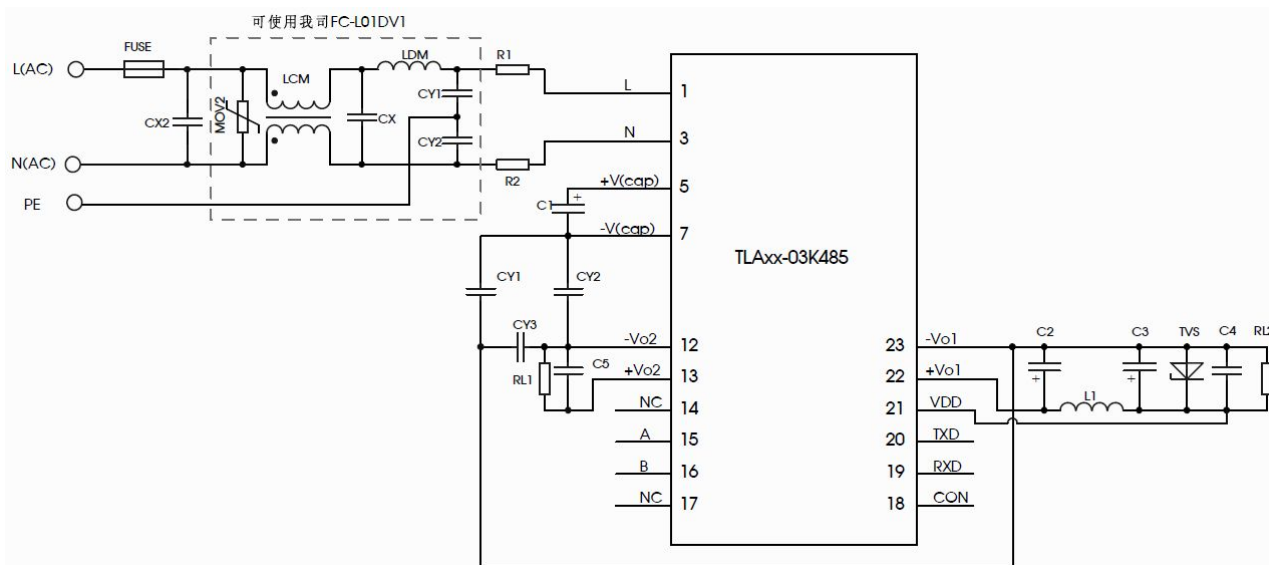 可使用我司FC-L01DV1
FUSE
L(AC)
CX2
MOV2
LCM
CX
LDM
CY1
CY2
R1
R2
N(AC)
PE
L
1
N
3
+V(cap)
5
C1
-V(cap)
7
TLAxx-03K485
CY1
CY2
CY3
-Vo2
12
RL1
C5
+Vo2
13
NC
14
A
15
B
16
NC
17
23
-Vo1
22
+Vo1
21
VDD
20
TXD
19
RXD
18
CON
C2
C3
TVS
C4
L1